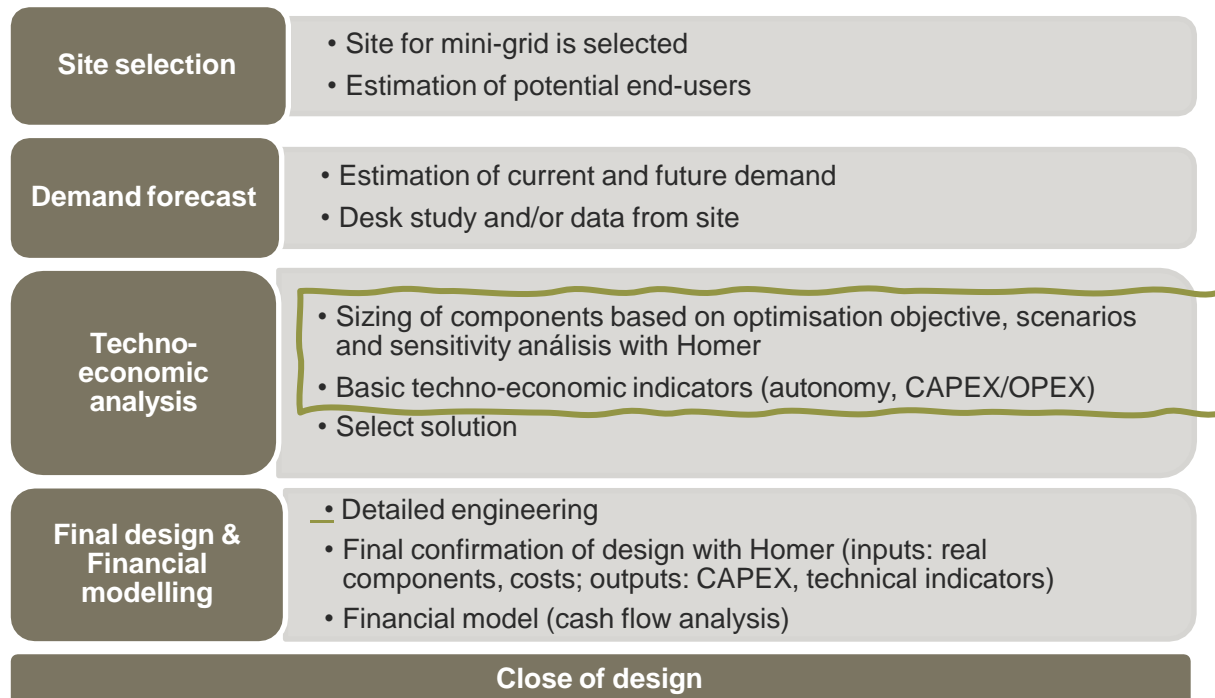 Site selection
• Site for mini-grid is selected
• Estimation of potential end-users
Demand forecast
• Estimation of current and future demand
• Desk study and/or data from site
Techno-
economic
analysis
• Sizing of components based on optimisation objective, scenarios
and sensitivity análisis with Homer
• Basic techno-economic indicators (autonomy, CAPEX/OPEX)
• Select solution
Final design &
Financial
modelling
• Detailed engineering
• Final confirmation of design with Homer (inputs: real
components, costs; outputs: CAPEX, technical indicators)
• Financial model (cash flow analysis)
Close of design